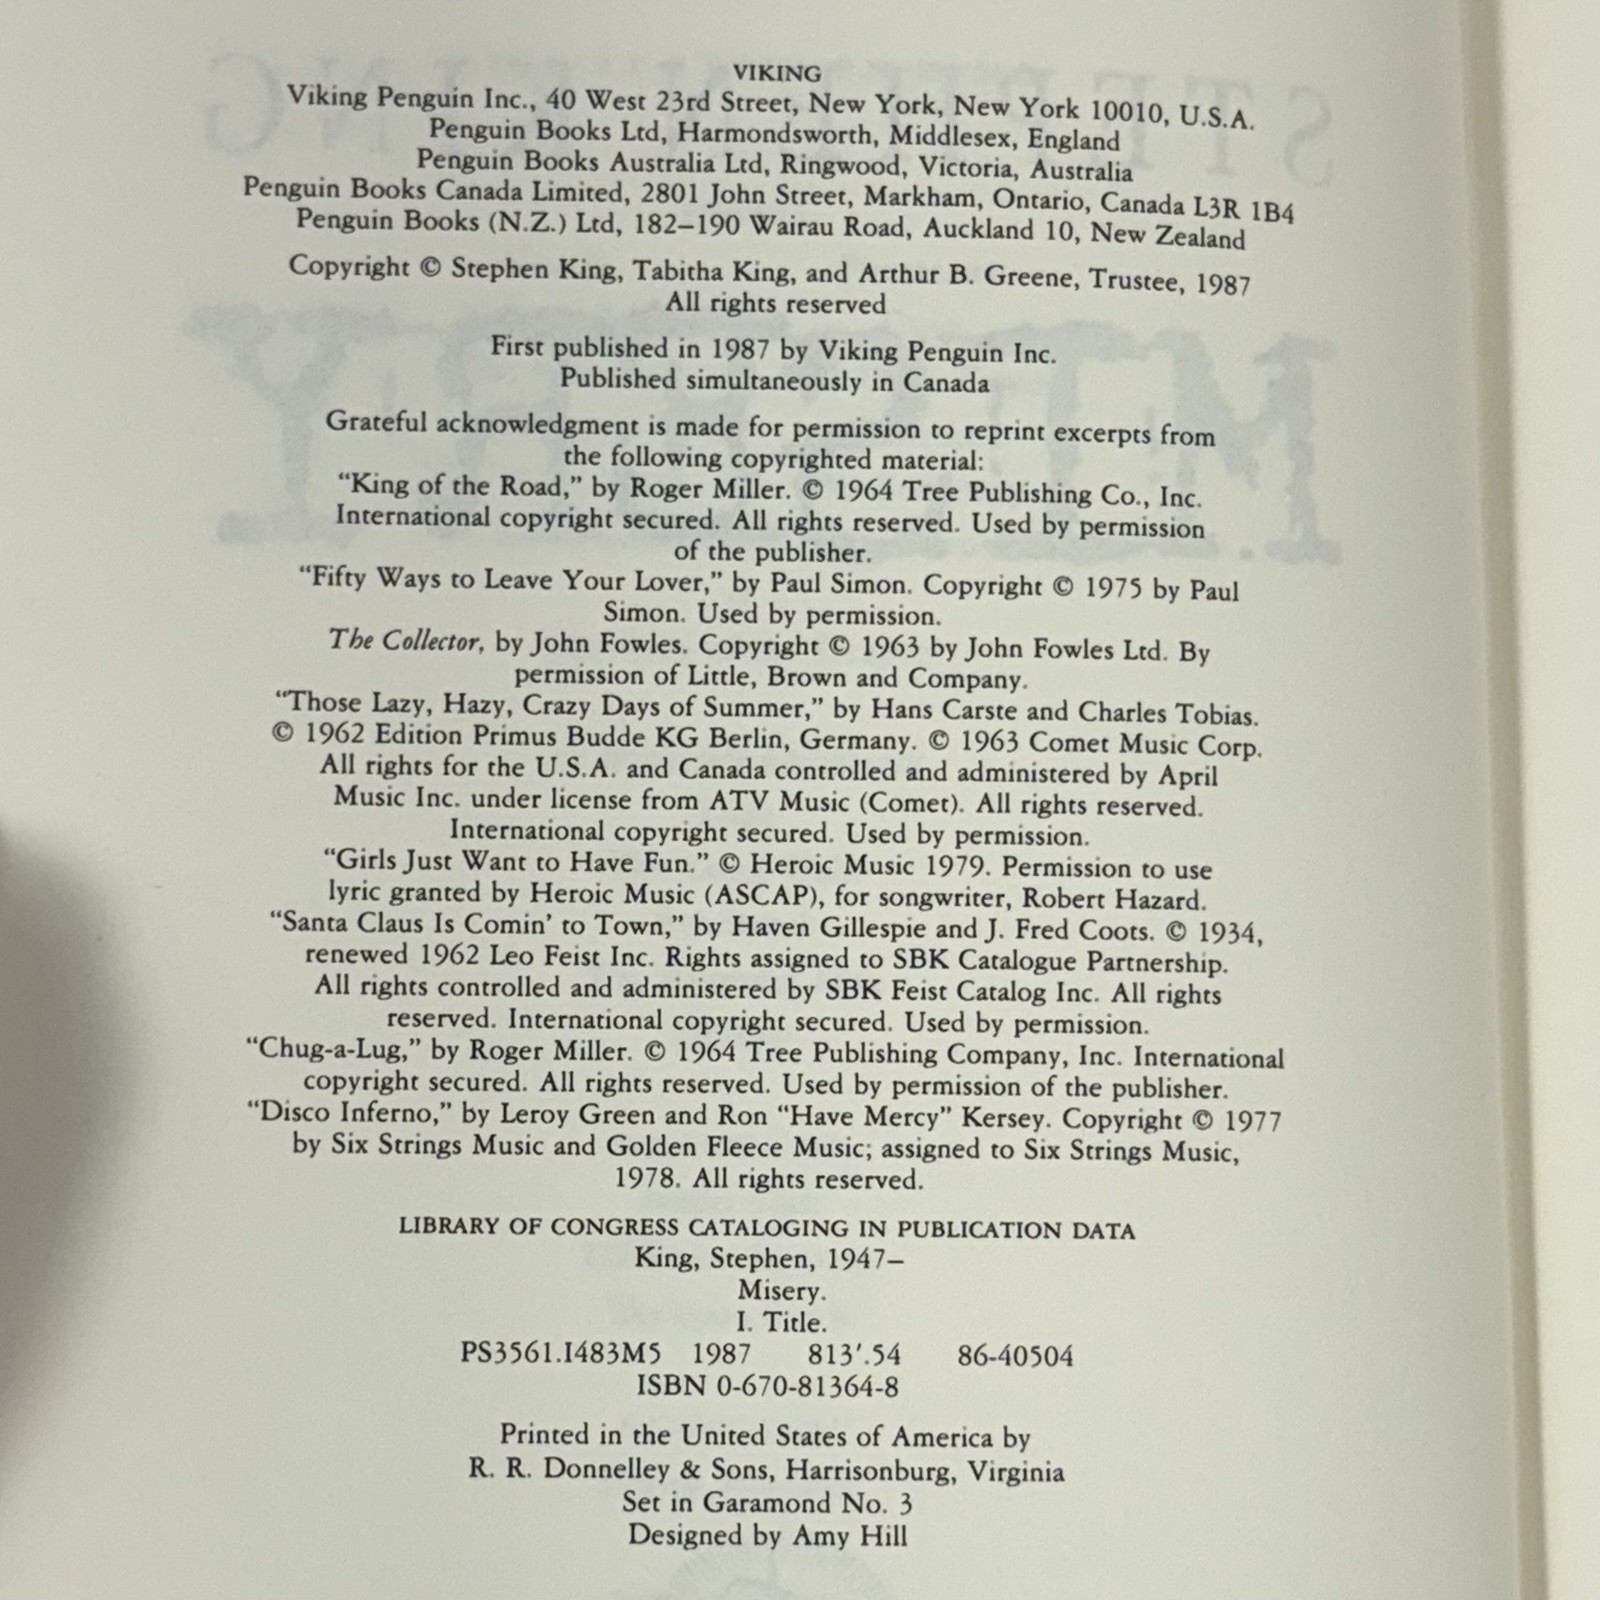 VIKING
Viking Penguin Inc., 40 West 23rd Street, New York, New York 10010, U.S.A.
Penguin Books Ltd, Harmondsworth, Middlesex, England
Penguin Books Australia Ltd, Ringwood, Victoria, Australia
Penguin Books Canada Limited, 2801 John Street, Markham, Ontario, Canada L3R 1B4
Penguin Books (N.Z.) Ltd, 182–190 Wairau Road, Auckland 10, New Zealand
Copyright © Stephen King, Tabitha King, and Arthur B. Greene, Trustee, 1987
All rights reserved
First published in 1987 by Viking Penguin Inc.
Published simultaneously in Canada
Grateful acknowledgment is made for permission to reprint excerpts from
the following copyrighted material:
“King of the Road,” by Roger Miller. © 1964 Tree Publishing Co., Inc.
International copyright secured. All rights reserved. Used by permission
of the publisher.
“Fifty Ways to Leave Your Lover,” by Paul Simon. Copyright © 1975 by Paul
Simon. Used by permission.
The Collector, by John Fowles. Copyright © 1963 by John Fowles Ltd. By
permission of Little, Brown and Company.
“Those Lazy, Hazy, Crazy Days of Summer,” by Hans Carste and Charles Tobias.
© 1962 Edition Primus Budde KG Berlin, Germany. © 1963 Comet Music Corp.
All rights for the U.S.A. and Canada controlled and administered by April
Music Inc. under license from ATV Music (Comet). All rights reserved.
International copyright secured. Used by permission.
“Girls Just Want to Have Fun.” © Heroic Music 1979. Permission to use
lyric granted by Heroic Music (ASCAP), for songwriter, Robert Hazard.
“Santa Claus Is Comin’ to Town,” by Haven Gillespie and J. Fred Coots. © 1934,
renewed 1962 Leo Feist Inc. Rights assigned to SBK Catalogue Partnership.
All rights controlled and administered by SBK Feist Catalog Inc. All rights
reserved. International copyright secured. Used by permission.
“Chug-a-Lug,” by Roger Miller. © 1964 Tree Publishing Company, Inc. International
copyright secured. All rights reserved. Used by permission of the publisher.
“Disco Inferno,” by Leroy Green and Ron “Have Mercy” Kersey. Copyright © 1977
by Six Strings Music and Golden Fleece Music; assigned to Six Strings Music,
1978. All rights reserved.
LIBRARY OF CONGRESS CATALOGING IN PUBLICATION DATA
King, Stephen, 1947–
Misery.
I. Title.
PS3561.I483M5 1987 813′.54 86-40504
ISBN 0-670-81364-8
Printed in the United States of America by
R. R. Donnelley & Sons, Harrisonburg, Virginia
Set in Garamond No. 3
Designed by Amy Hill